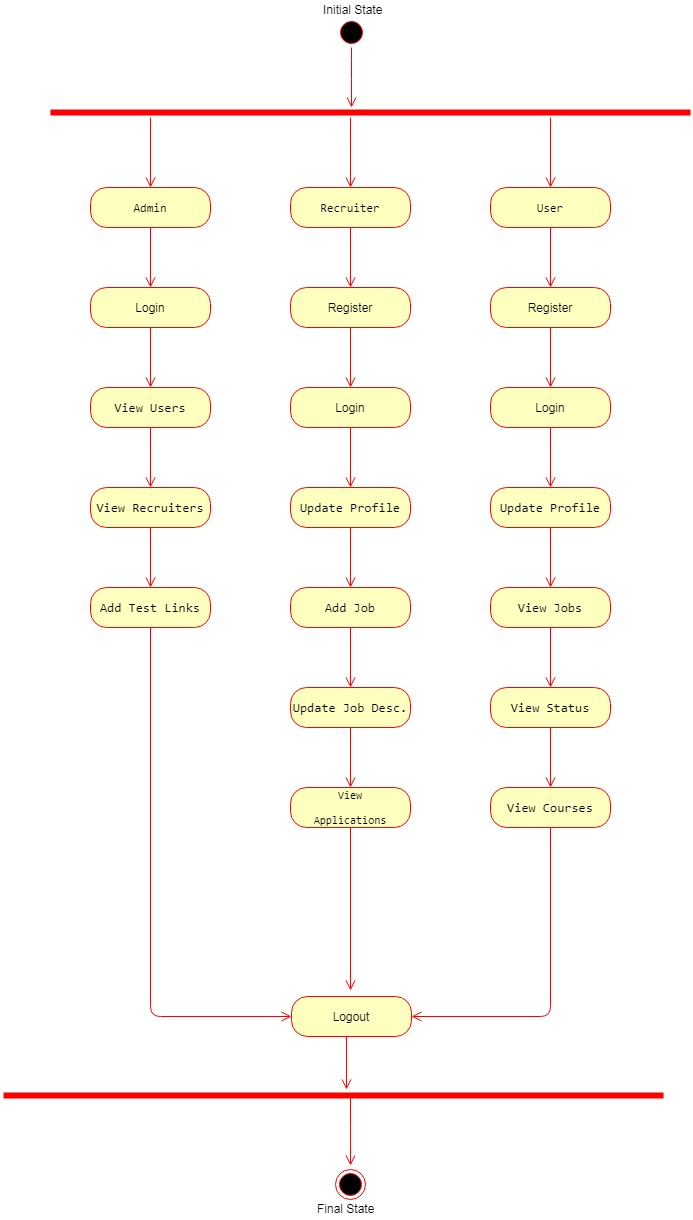 Initial State
Admin
Recruiter
User
Login
Register
Register
View Users
Login
Login
View Recruiters
Update Profile
Update Profile
Add Test Links
Add Job
View Jobs
Update Job Desc.
View Status
View
Applications
View Courses
Logout
Final State